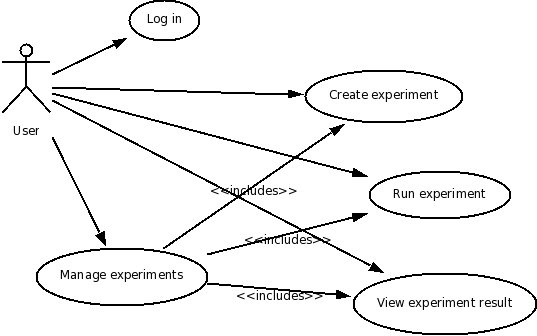 Log in
Create experiment
User
<<includes>>
Run experiment
<<includes>>
Manage experiments
<<includes>>
View experiment result